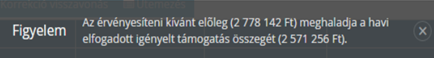 Figyelem
Az érvényesíteni kívánt előleg (2 778 142 Ft) meghaladja a havi
elfogadott igényelt támogatás összegét (2 571 256 Ft).